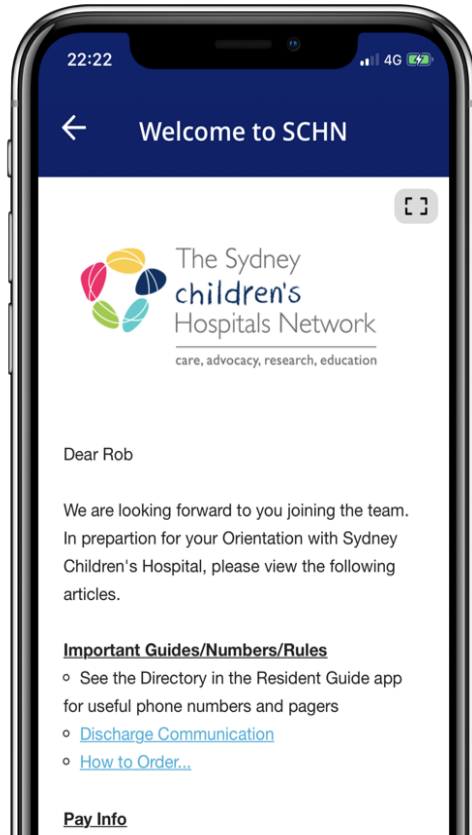 22:22 4G
Welcome to SCHN
The Sydney
children's
Hospitals Network
care, advocacy, research, education
Dear Rob
We are looking forward to you joining the team.
In prepartion for your Orientation with Sydney
Children's Hospital, please view the following
articles.
Important Guides/Numbers/Rules
See the Directory in the Resident Guide app
for useful phone numbers and pagers
Discharge Communication
How to Order...
Pay Info